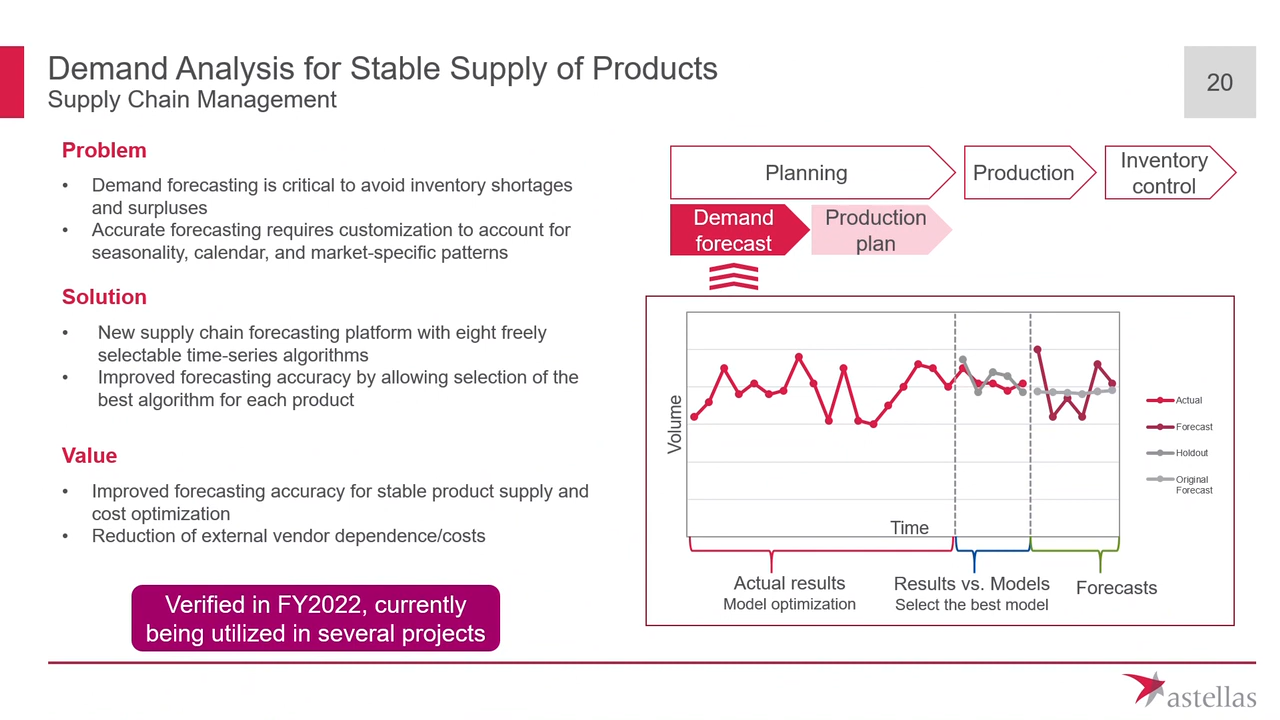 Demand Analysis for Stable Supply of Products
Supply Chain Management
20
Problem
• Demand forecasting is critical to avoid inventory shortages
and surpluses
• Accurate forecasting requires customization to account for
seasonality, calendar, and market-specific patterns
Solution
• New supply chain forecasting platform with eight freely
selectable time-series algorithms
• Improved forecasting accuracy by allowing selection of the
best algorithm for each product
Value
• Improved forecasting accuracy for stable product supply and
cost optimization
• Reduction of external vendor dependence/costs
Verified in FY2022, currently
being utilized in several projects
Planning
Production
Inventory
control
Demand
forecast
Production
plan
Volume
Time
Actual
Forecast
Holdout
Original
Forecast
Actual results
Model optimization
Results vs. Models
Select the best model
Forecasts
astellas